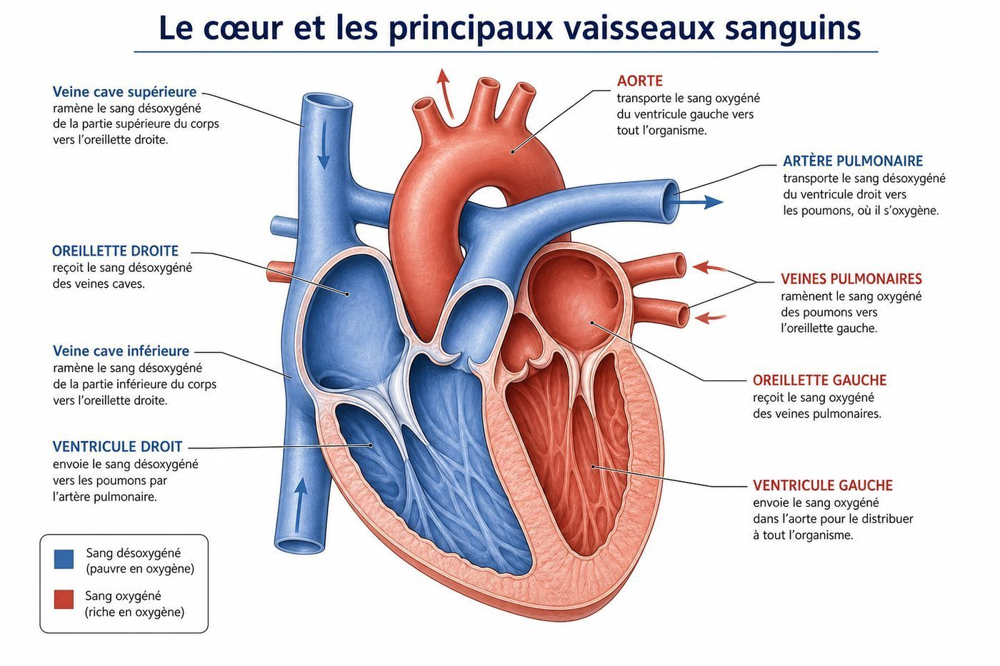 Le cœur et les principaux vaisseaux sanguins
Veine cave supérieure
ramène le sang désoxygéné
de la partie supérieure du corps
vers l'oreillette droite.
OREILLETTE DROITE
reçoit le sang désoxygéné
des veines caves.
Veine cave inférieure
ramène le sang désoxygéné
de la partie inférieure du corps
vers l'oreillette droite.
VENTRICULE DROIT
envoie le sang désoxygéné
vers les poumons par
l'artère pulmonaire.
Sang désoxygéné
(pauvre en oxygène)
Sang oxygéné
(riche en oxygène)
AORTE
transporte le sang oxygéné
du ventricule gauche vers
tout l'organisme.
ARTÈRE PULMONAIRE
transporte le sang désoxygéné
du ventricule droit vers
les poumons, où il s'oxygène.
VEINES PULMONAIRES
ramènent le sang oxygéné
des poumons vers
l'oreillette gauche.
OREILLETTE GAUCHE
reçoit le sang oxygéné
des veines pulmonaires.
VENTRICULE GAUCHE
envoie le sang oxygéné
dans l'aorte pour le distribuer
à tout l'organisme.